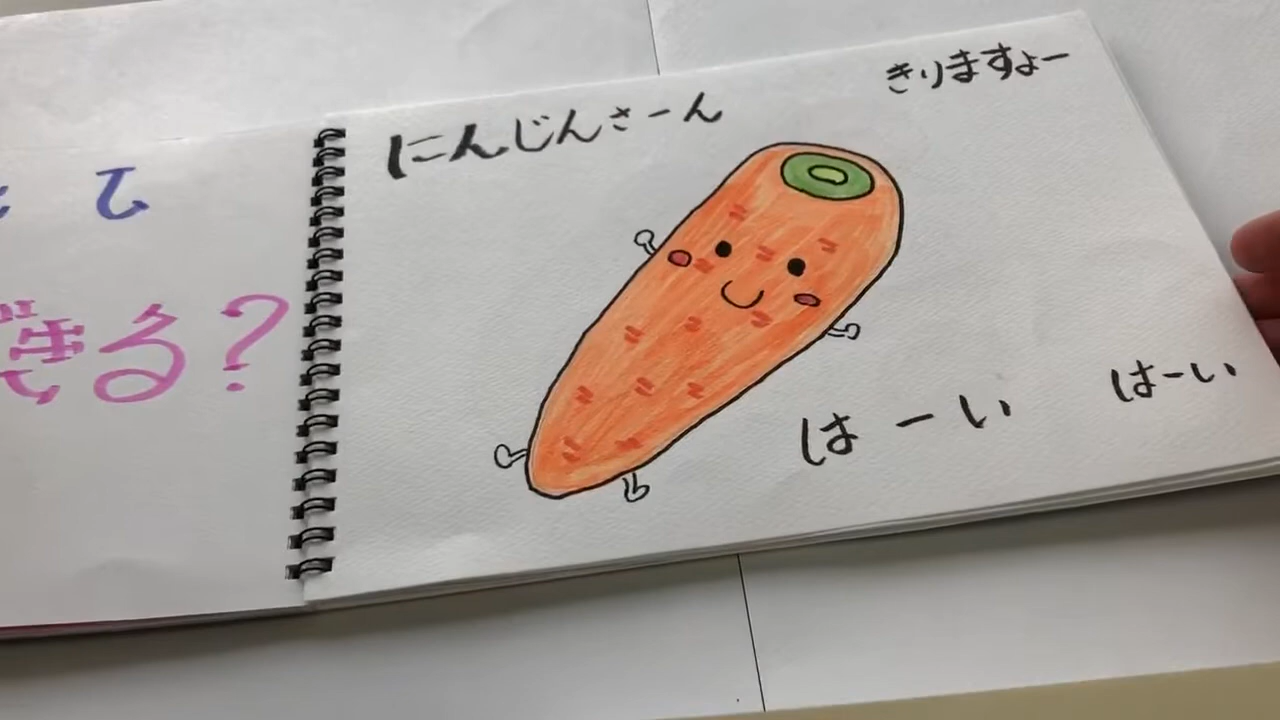 て
できる?
にんじんさーん
きりますよー
はーい
はーい